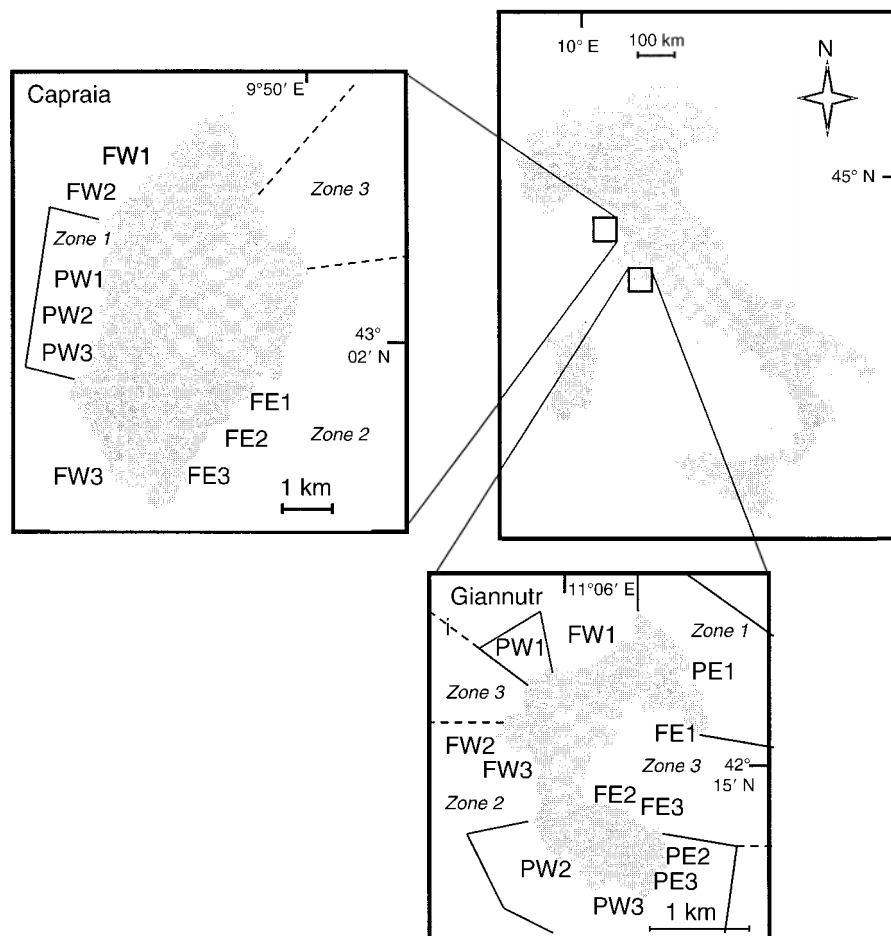 10° E
100 km
N
45° N
Capraia
9°50′ E
FW1
FW2
Zone 3
Zone 1
PW1
PW2
PW3
43°
02′ N
FE1
FE2
Zone 2
FW3
FE3
1 km
Giannutr
i
11°06′ E
PW1
FW1
Zone 1
PE1
Zone 3
FW2
FE1
FW3
Zone 3
42°
15′ N
Zone 2
FE2
FE3
PW2
PE2
PE3
PW3
1 km